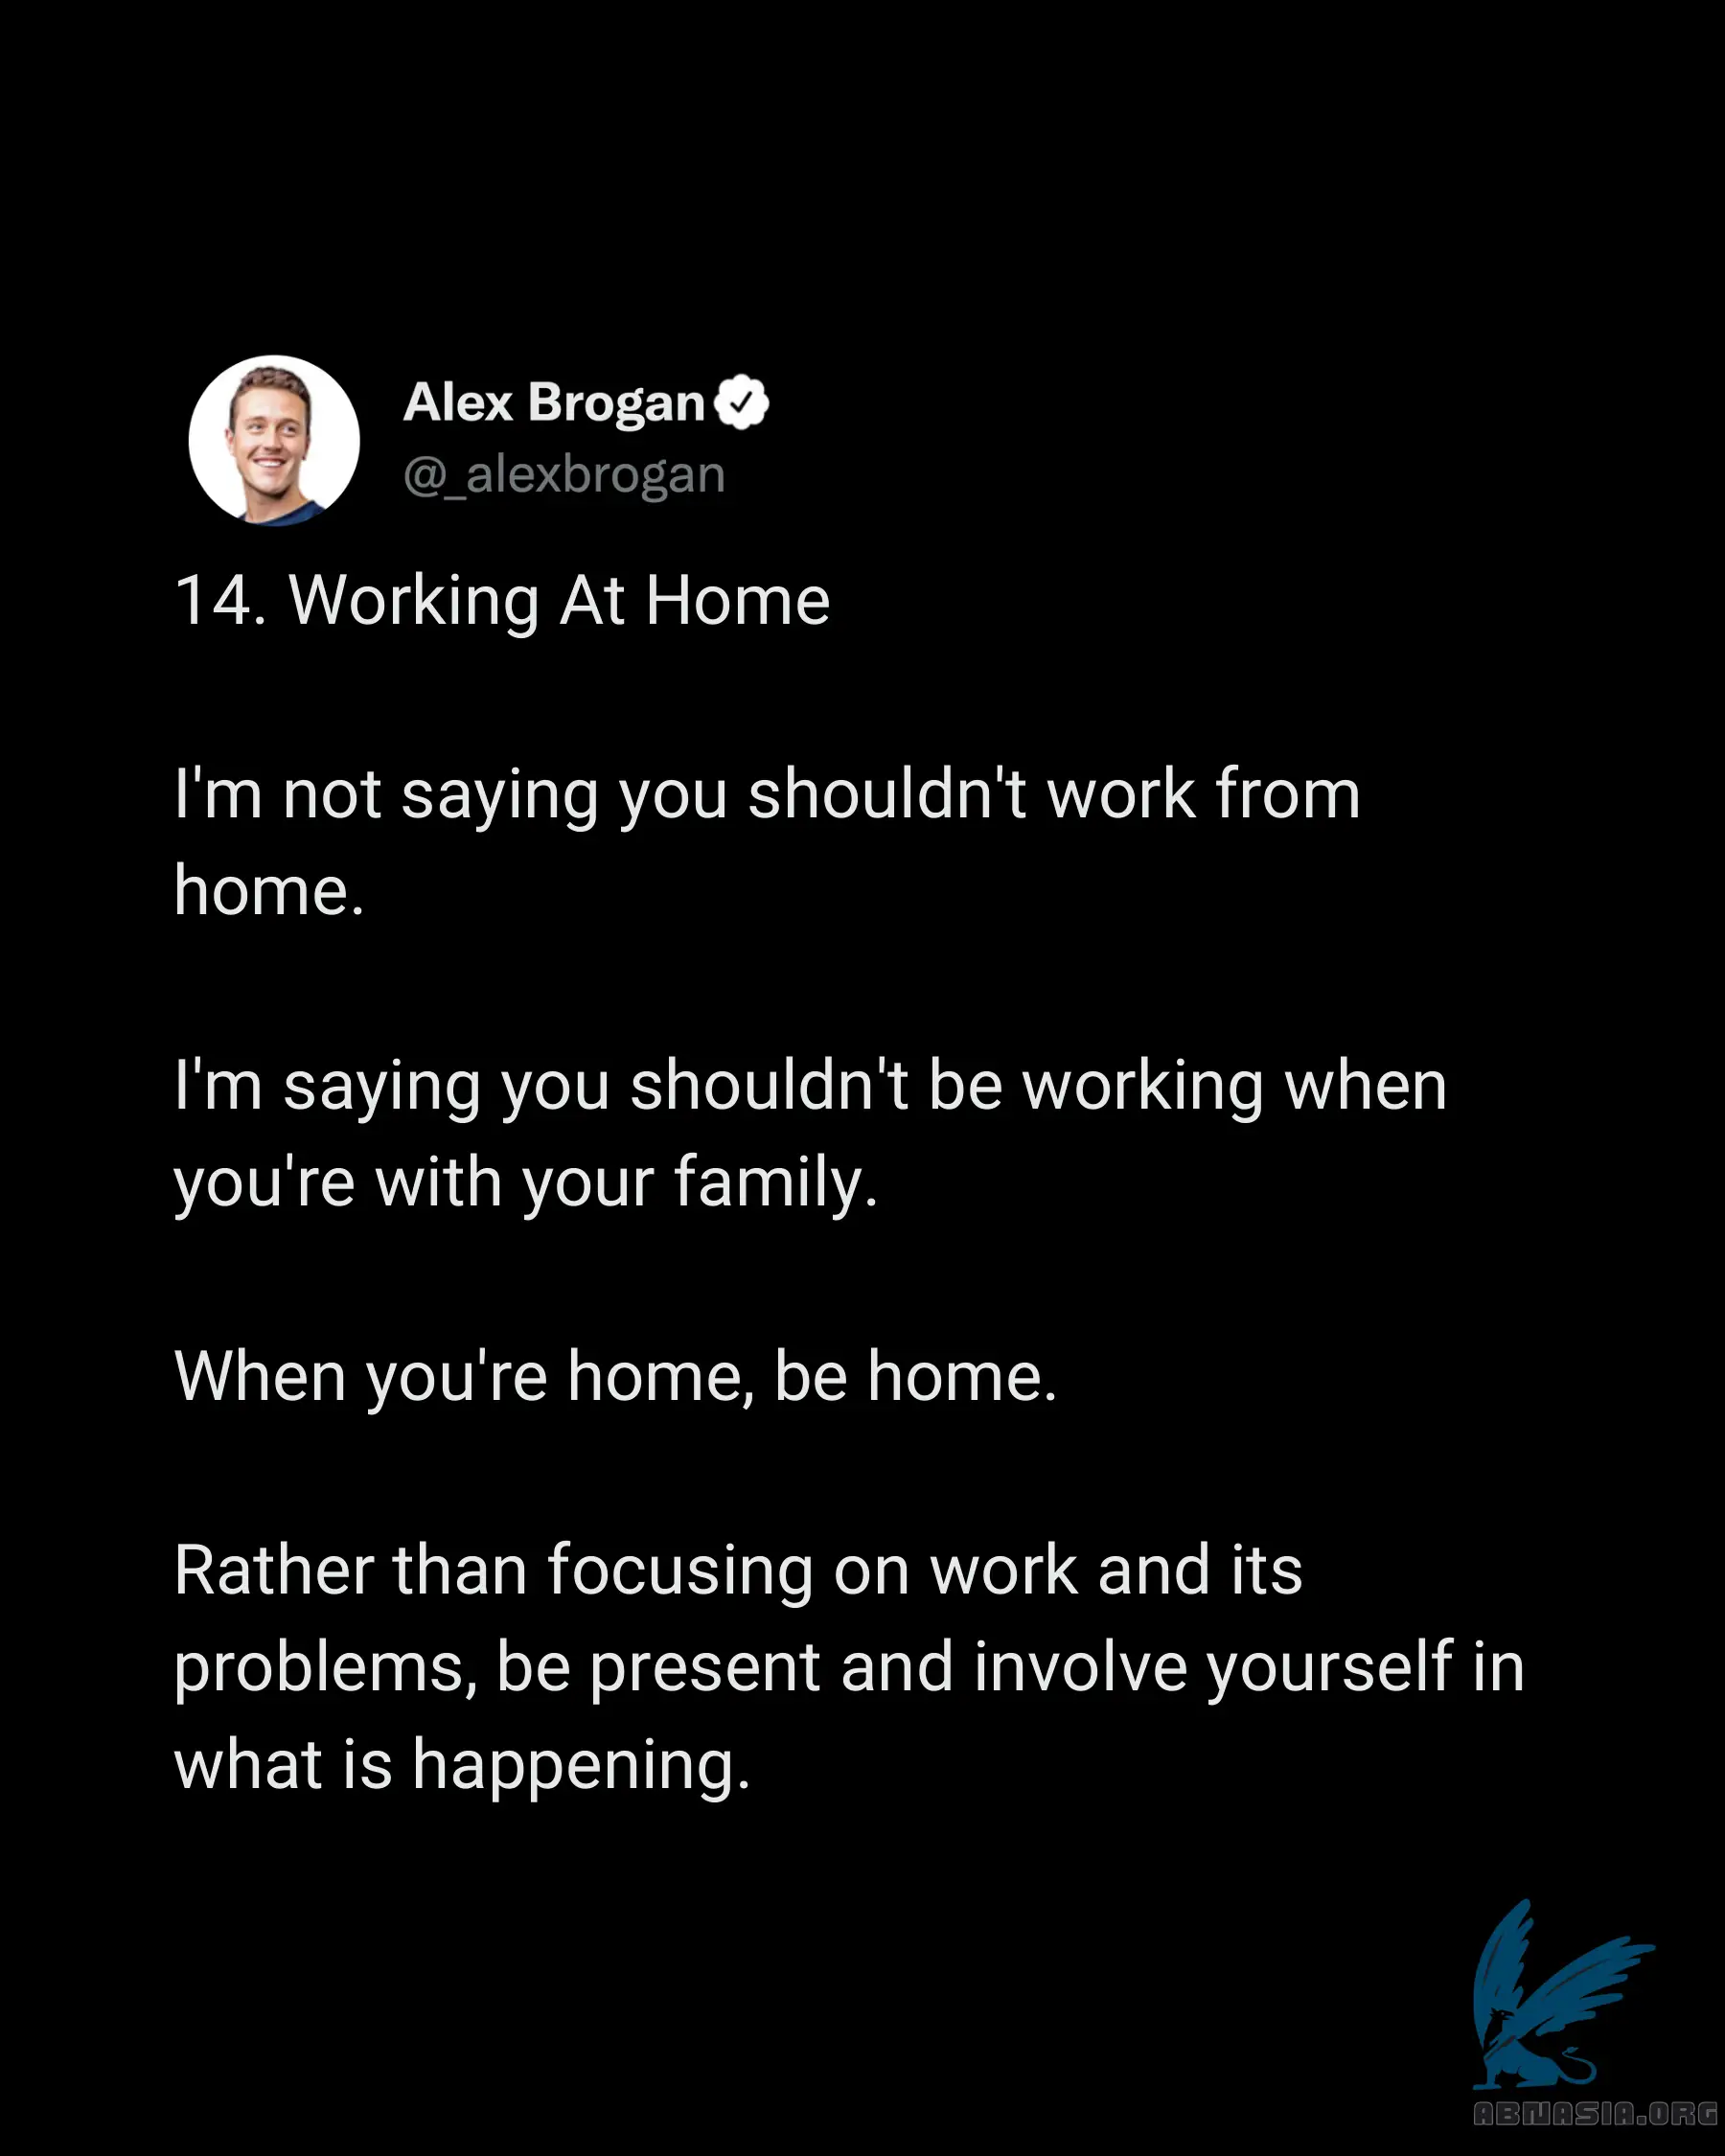 Alex Brogan
@_alexbrogan
14. Working At Home
I'm not saying you shouldn't work from
home.
I'm saying you shouldn't be working when
you're with your family.
When you're home, be home.
Rather than focusing on work and its
problems, be present and involve yourself in
what is happening.
ABNASIA.ORG